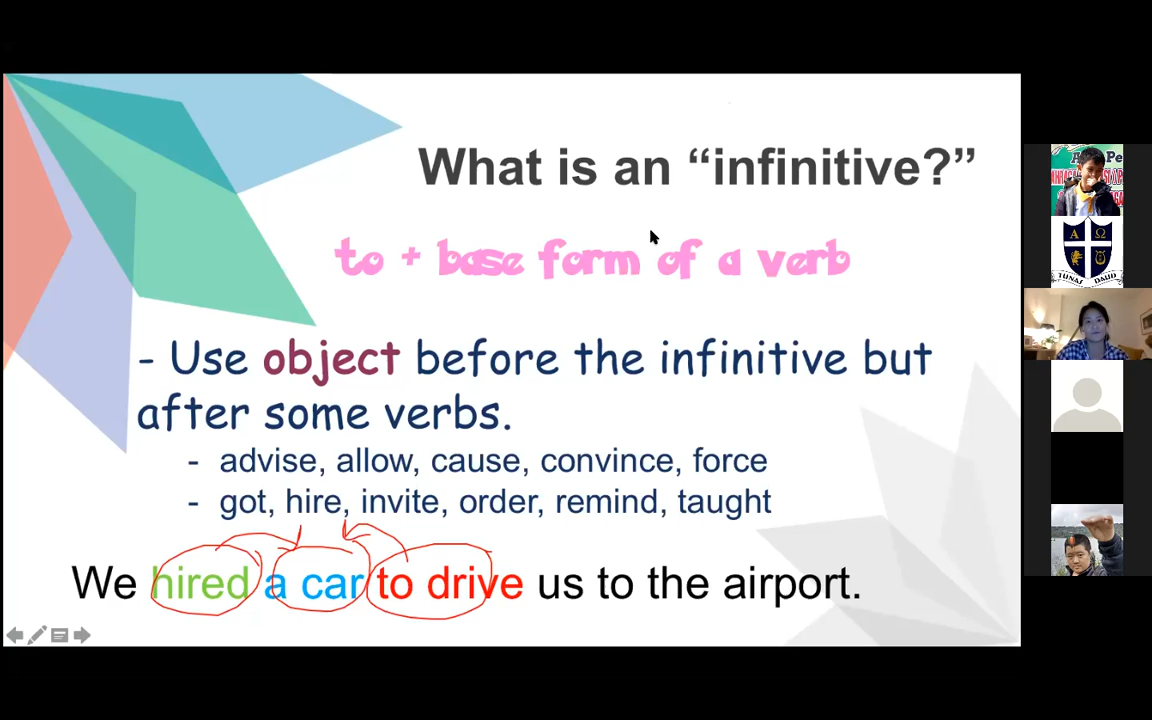 What is an “infinitive?”
to + base form of a verb
- Use object before the infinitive but
after some verbs.
- advise, allow, cause, convince, force
- got, hire, invite, order, remind, taught
We hired a car to drive us to the airport.
Α Ω
TUNAS DAUD